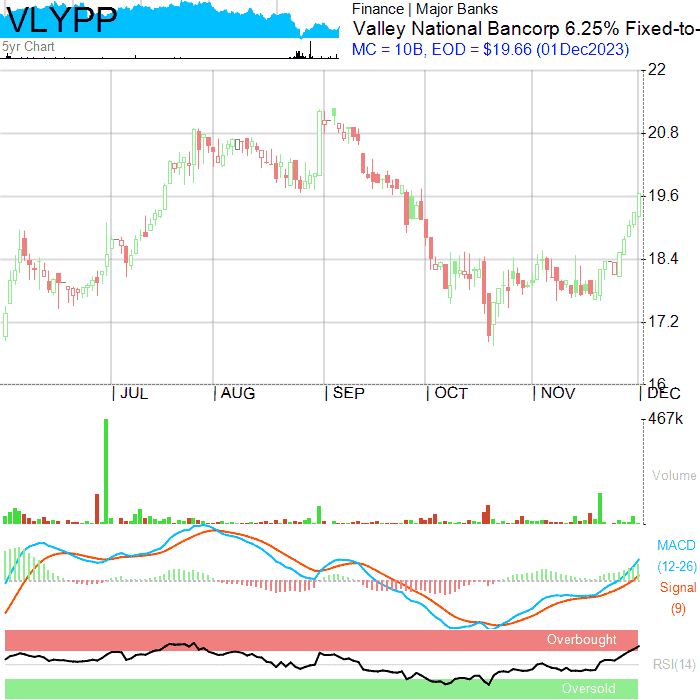 VLYPP
5yr Chart
Finance | Major Banks
Valley National Bancorp 6.25% Fixed-to-
MC = 10B, EOD = $19.66 (01Dec2023)
22
20.8
19.6
18.4
17.2
16
JUL AUG SEP OCT NOV DEC
467k
Volume
MACD
(12-26)
Signal
(9)
Overbought
RSI(14)
Oversold